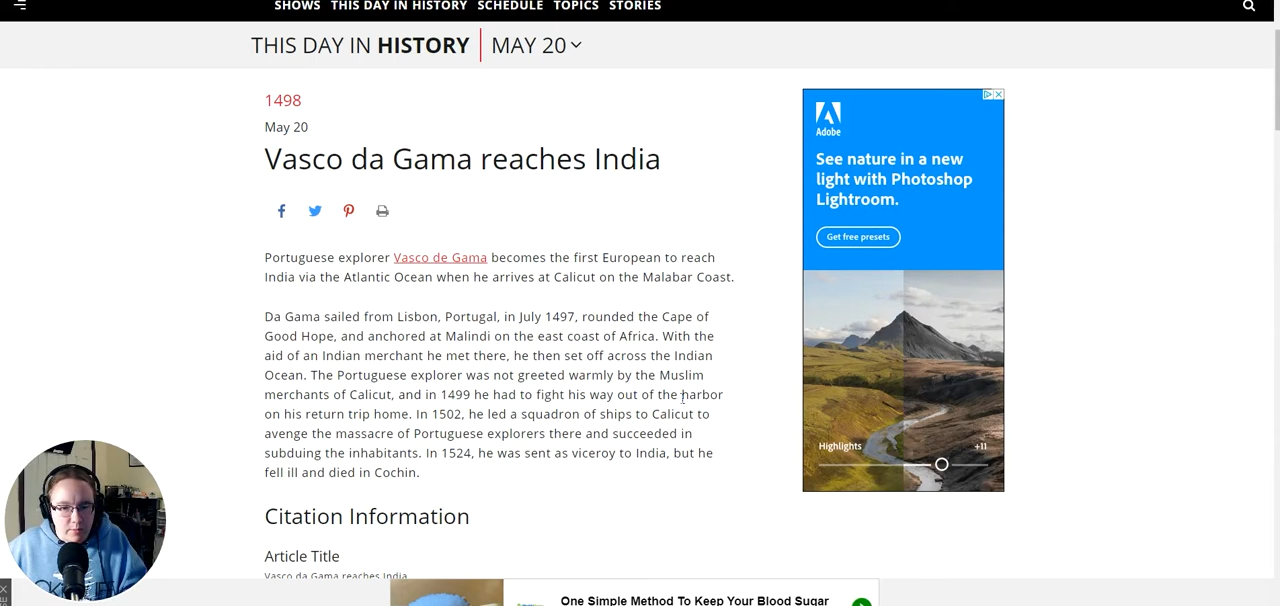 SHOWS THIS DAY IN HISTORY SCHEDULE TOPICS STORIES
THIS DAY IN HISTORY MAY 20
1498
May 20
Vasco da Gama reaches India
Portuguese explorer Vasco de Gama becomes the first European to reach
India via the Atlantic Ocean when he arrives at Calicut on the Malabar Coast.
Da Gama sailed from Lisbon, Portugal, in July 1497, rounded the Cape of
Good Hope, and anchored at Malindi on the east coast of Africa. With the
aid of an Indian merchant he met there, he then set off across the Indian
Ocean. The Portuguese explorer was not greeted warmly by the Muslim
merchants of Calicut, and in 1499 he had to fight his way out of the harbor
on his return trip home. In 1502, he led a squadron of ships to Calicut to
avenge the massacre of Portuguese explorers there and succeeded in
subduing the inhabitants. In 1524, he was sent as viceroy to India, but he
fell ill and died in Cochin.
Citation Information
Article Title
Vasco da Gama reaches India
Adobe
See nature in a new
light with Photoshop
Lightroom.
Get free presets
Highlights +11
One Simple Method To Keep Your Blood Sugar